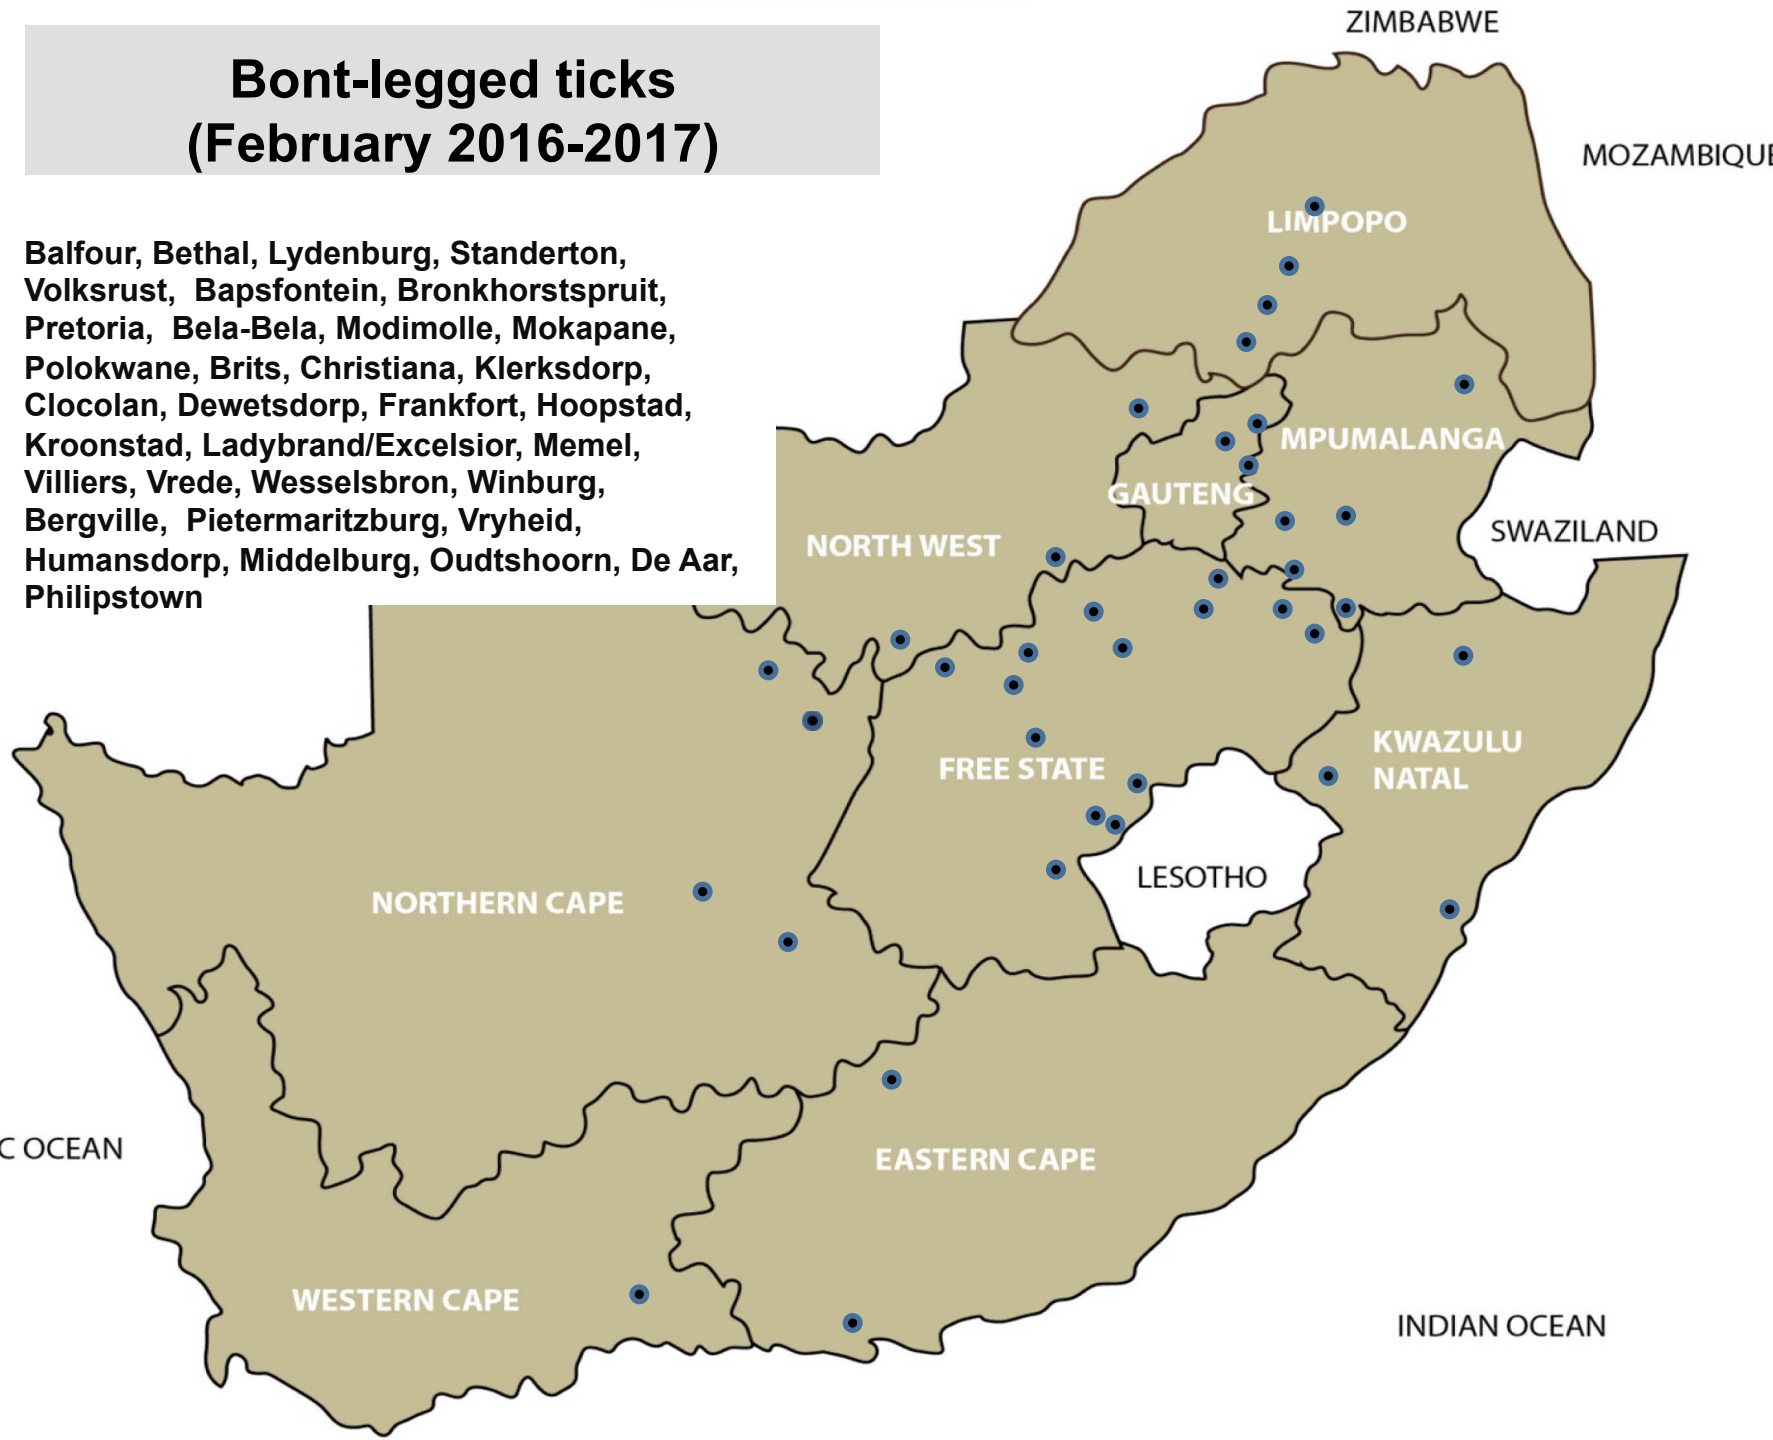 Bont-legged ticks
(February 2016-2017)
Balfour, Bethal, Lydenburg, Standerton,
Volksrust, Bapsfontein, Bronkhorstspruit,
Pretoria, Bela-Bela, Modimolle, Mokapane,
Polokwane, Brits, Christiana, Klerksdorp,
Clocolan, Dewetsdorp, Frankfort, Hoopstad,
Kroonstad, Ladybrand/Excelsior, Memel,
Villiers, Vrede, Wesselsbron, Winburg,
Bergville, Pietermaritzburg, Vryheid,
Humansdorp, Middelburg, Oudtshoorn, De Aar,
Philipstown
ZIMBABWE
MOZAMBIQUE
LIMPOPO
MPUMALANGA
GAUTENG
SWAZILAND
NORTH WEST
KWAZULU
NATAL
FREE STATE
LESOTHO
NORTHERN CAPE
C OCEAN
EASTERN CAPE
WESTERN CAPE
INDIAN OCEAN